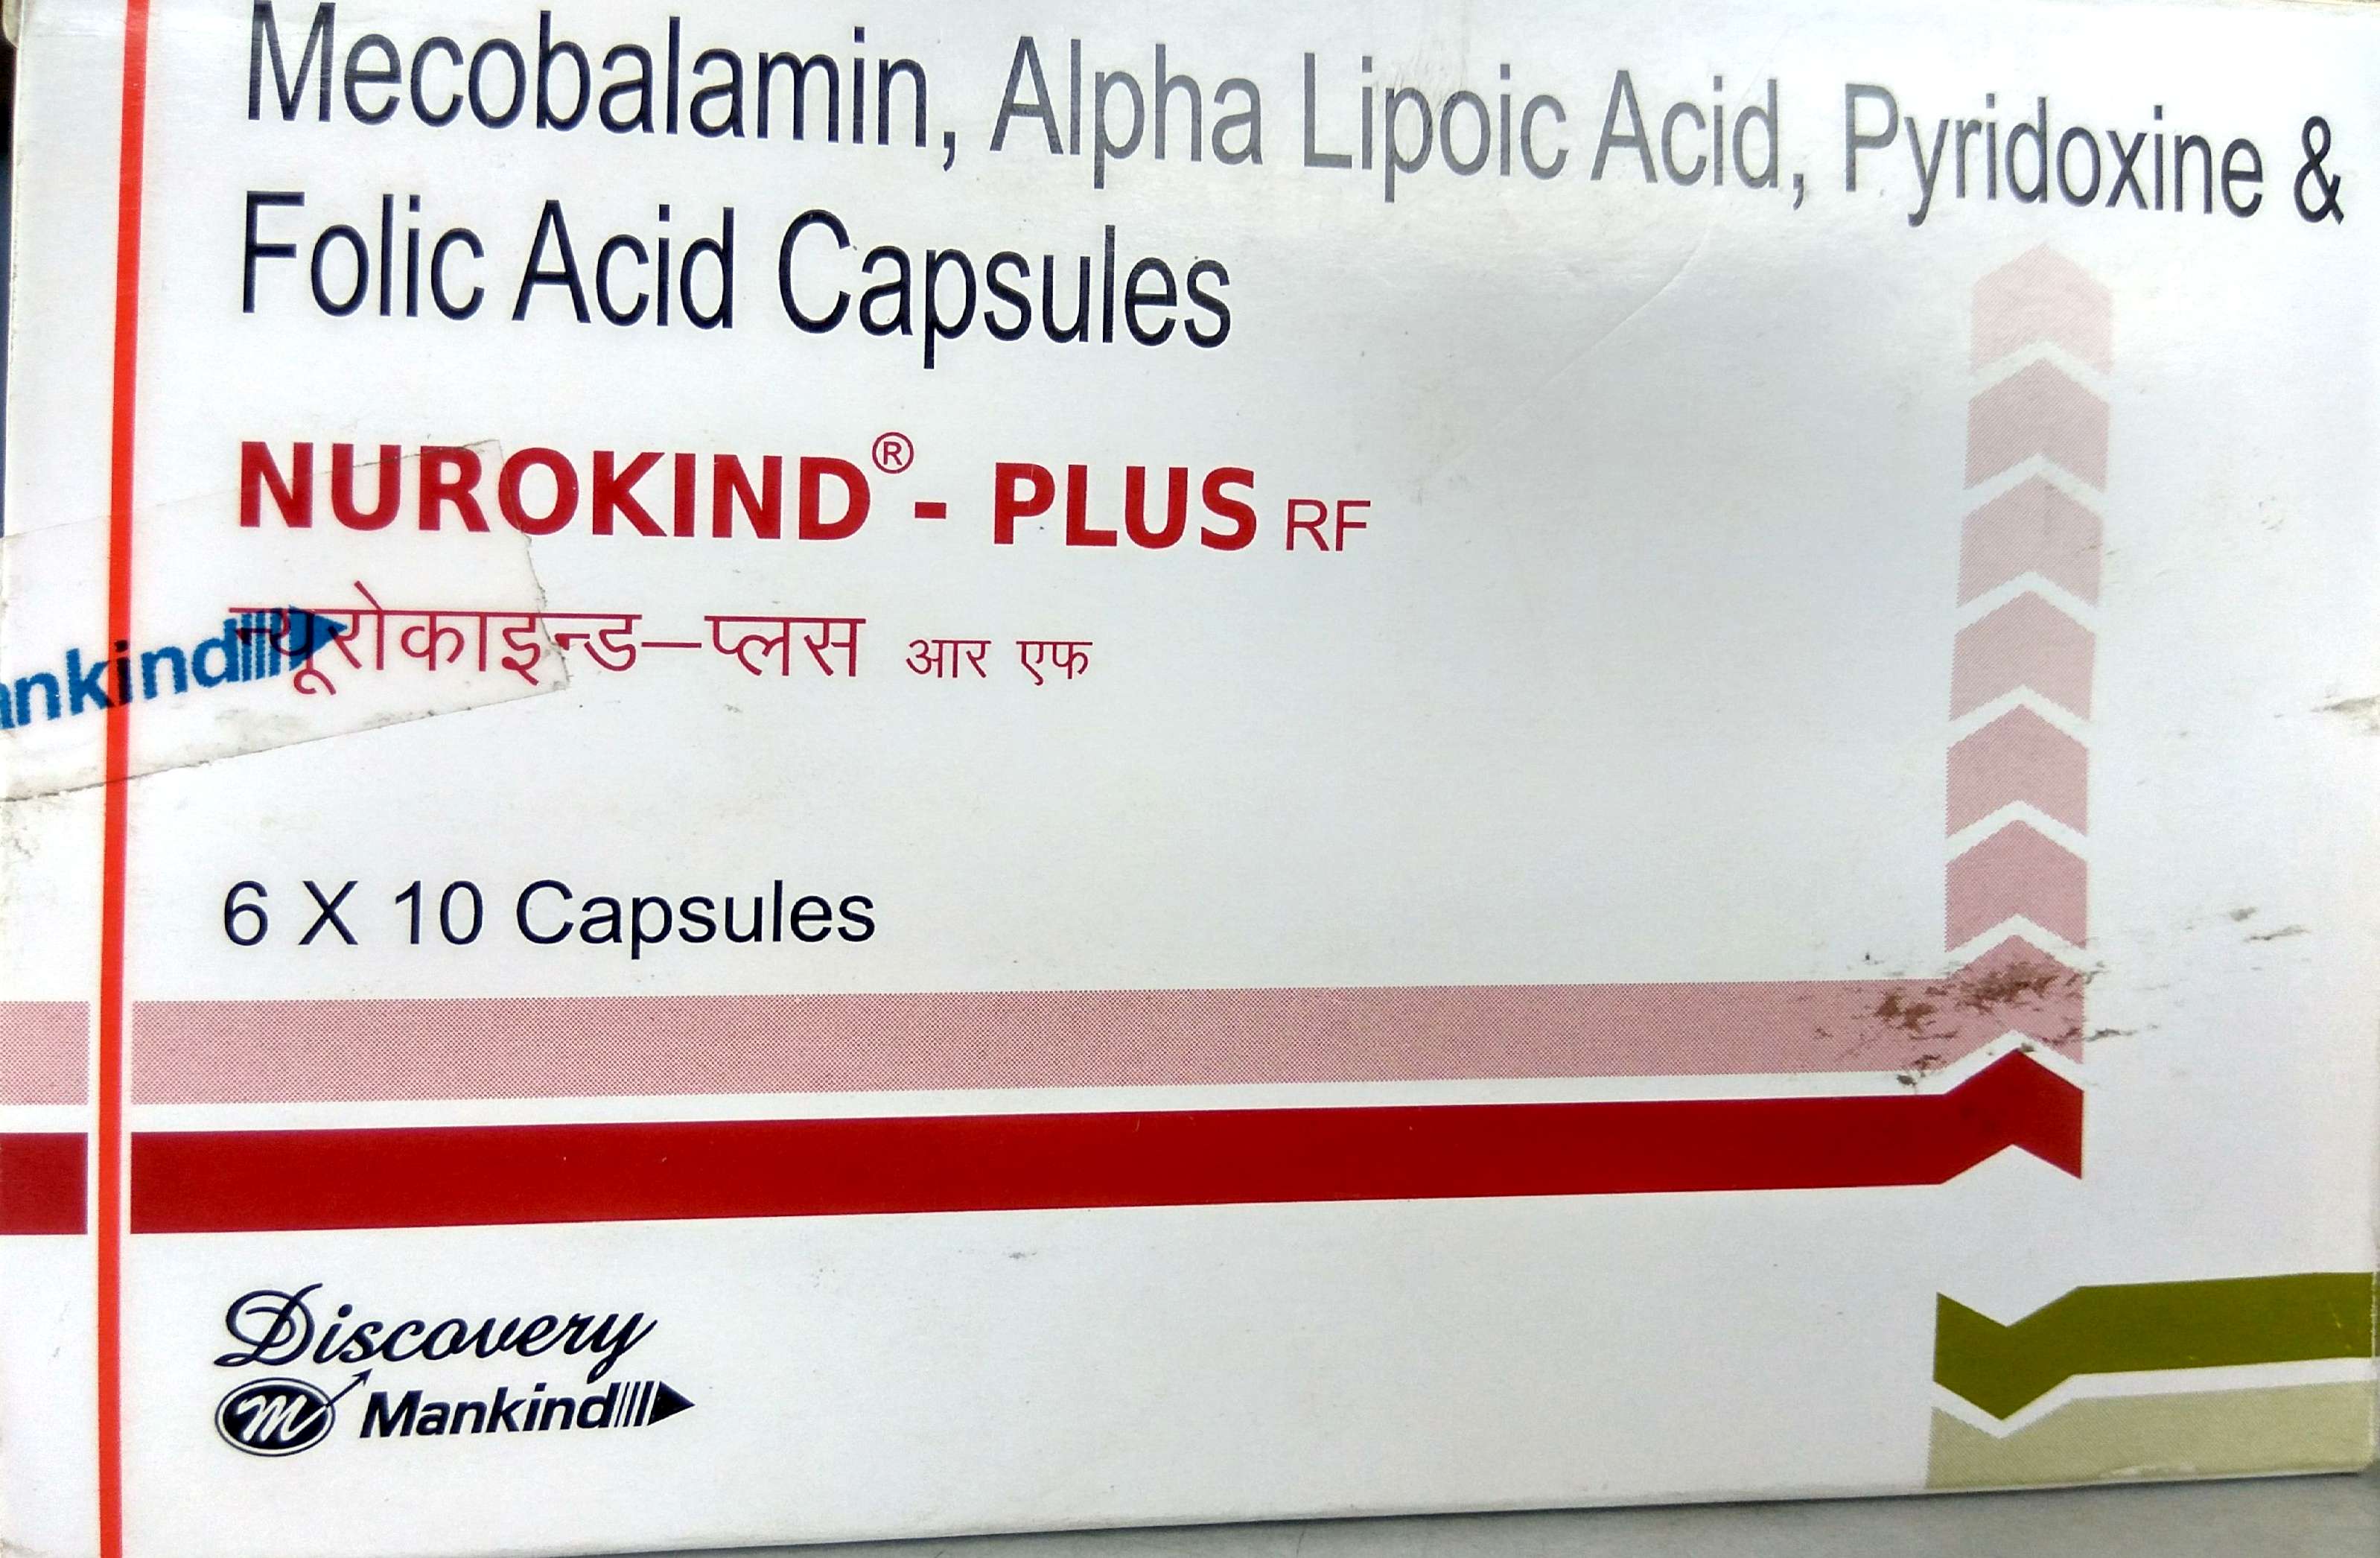 Mecobalamin, Alpha Lipoic Acid, Pyridoxine &
Folic Acid Capsules
NUROKIND® - PLUS RF
न्यूरोकाइन्ड–प्लस आर एफ
ankind
6 X 10 Capsules
Discovery
m Mankind